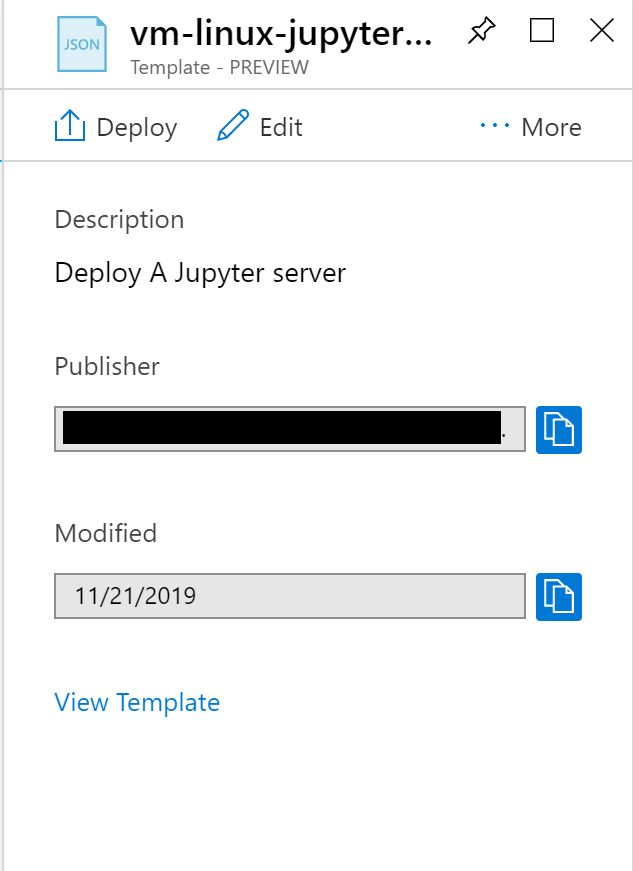 JSON
vm-linux-jupyter...
Template - PREVIEW
Deploy
Edit
··· More
Description
Deploy A Jupyter server
Publisher
.
Modified
11/21/2019
View Template